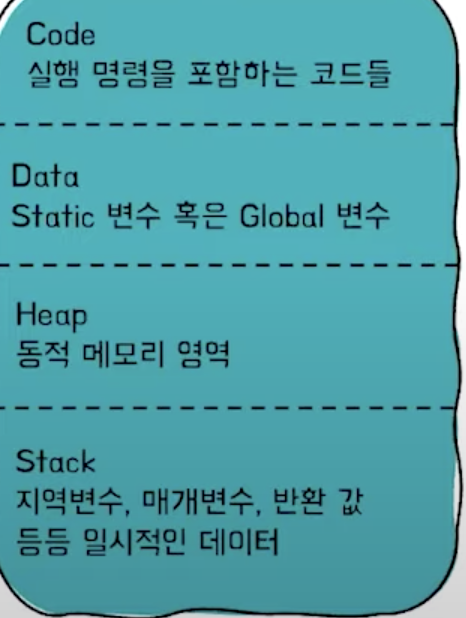 Code
실행 명령을 포함하는 코드들
Data
Static 변수 혹은 Global 변수
Heap
동적 메모리 영역
Stack
지역변수, 매개변수, 반환 값
등등 일시적인 데이터